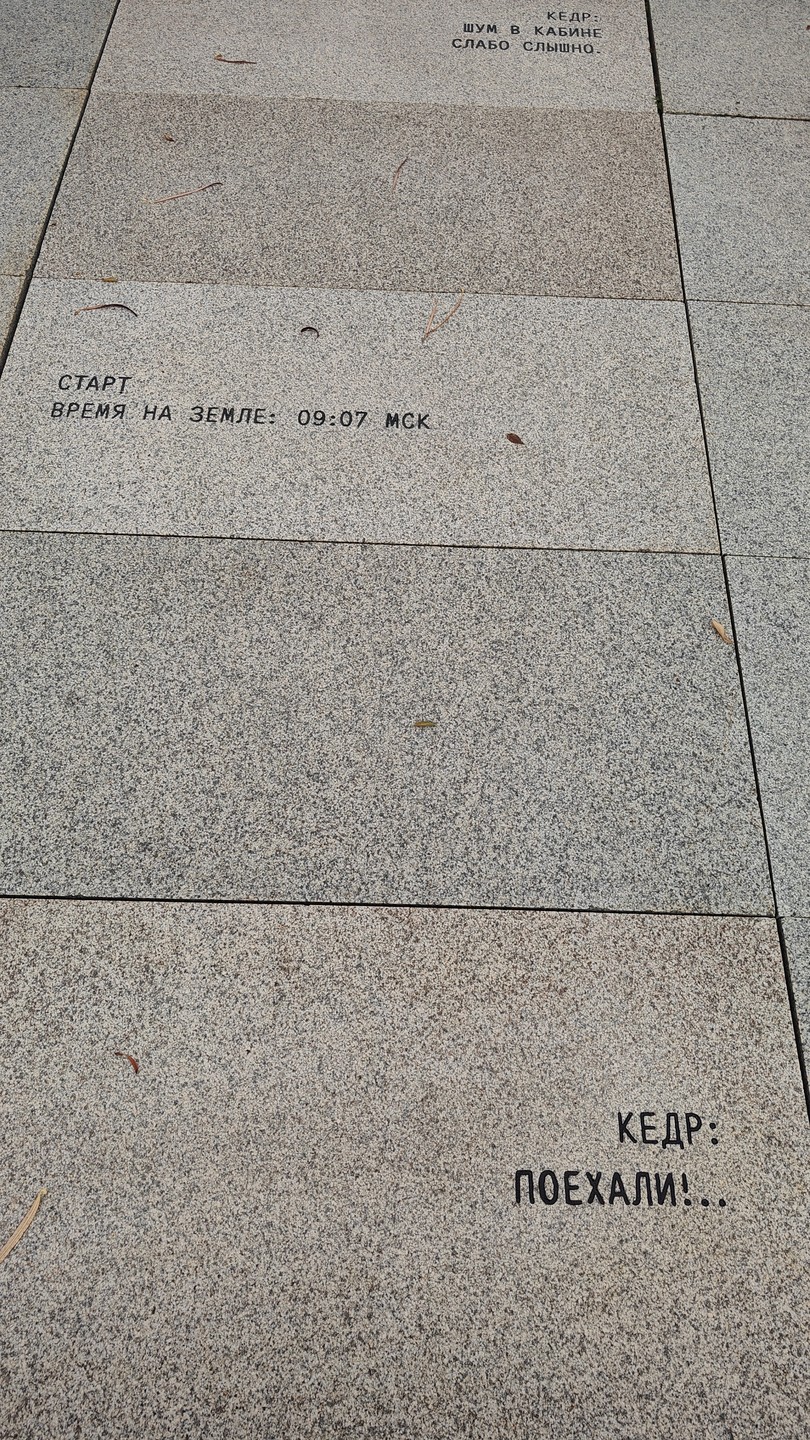 КЕДР:
ШУМ В КАБИНЕ
СЛАБО СЛЫШНО.
СТАРТ
ВРЕМЯ НА ЗЕМЛЕ: 09:07 МСК
КЕДР:
ПОЕХАЛИ!..